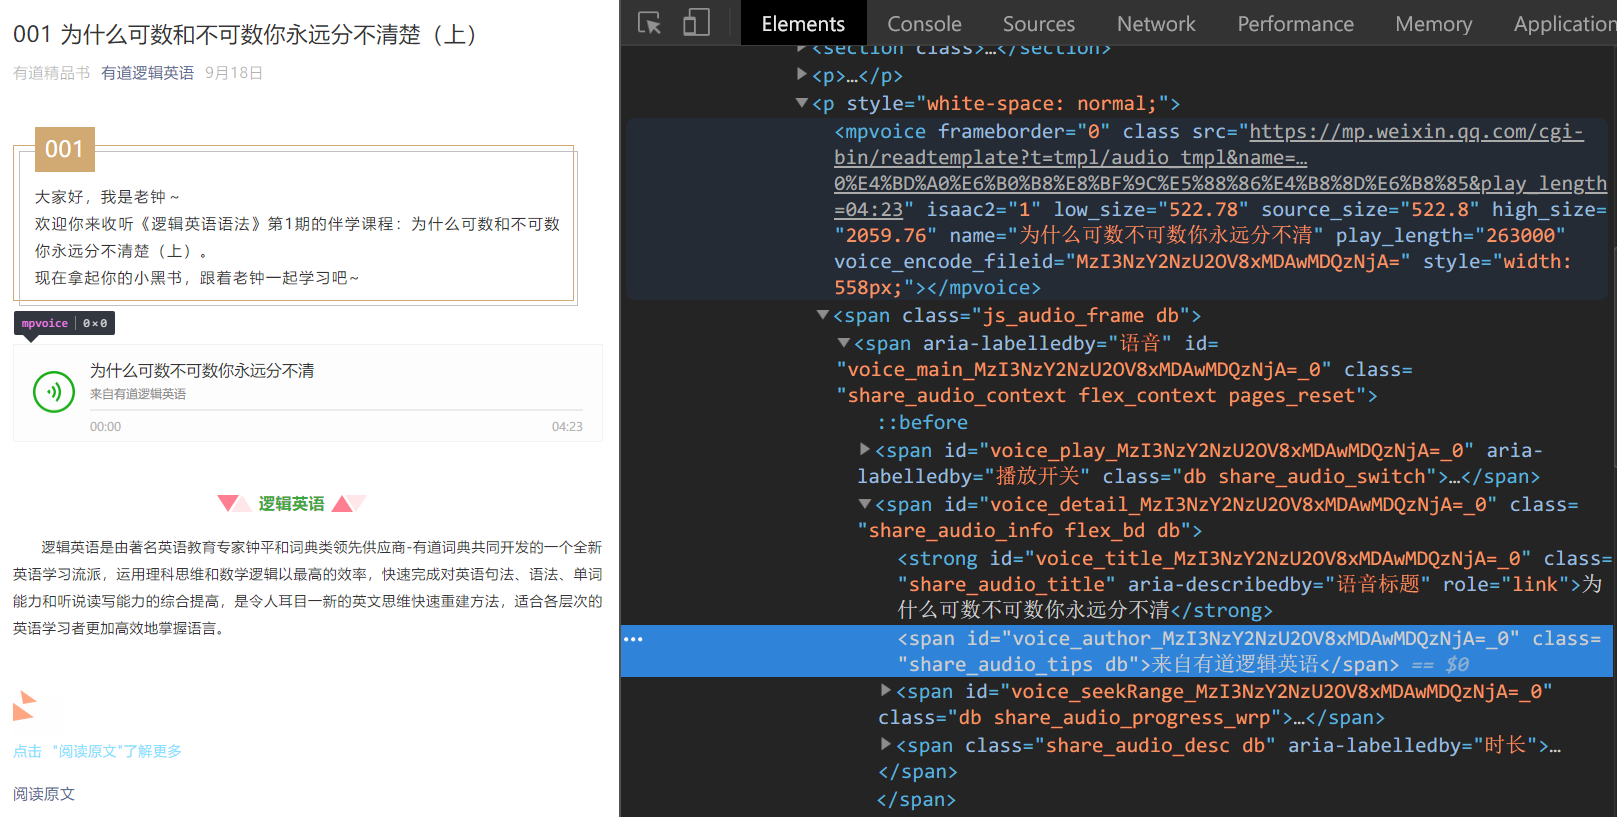 001 为什么可数和不可数你永远分不清楚（上）
有道精品书 有道逻辑英语 9月18日
001
大家好，我是老钟～
欢迎你来收听《逻辑英语语法》第1期的伴学课程：为什么可数和不可数
你永远分不清楚（上）。
现在拿起你的小黑书，跟着老钟一起学习吧~
mpvoice 0×0
为什么可数不可数你永远分不清
来自有道逻辑英语
00:00 04:23
逻辑英语
逻辑英语是由著名英语教育专家钟平和词典类领先供应商-有道词典共同开发的一个全新
英语学习流派，运用理科思维和数学逻辑以最高的效率，快速完成对英语句法、语法、单词
能力和听说读写能力的综合提高，是令人耳目一新的英文思维快速重建方法，适合各层次的
英语学习者更加高效地掌握语言。
点击 "阅读原文"了解更多
阅读原文
Elements Console Sources Network Performance Memory Application
<section class>…</section>
<p>…</p>
<p style="white-space: normal;">
<mpvoice frameborder="0" class src="https://mp.weixin.qq.com/cgi-
bin/readtemplate?t=tmpl/audio_tmpl&name=…
0%E4%BD%A0%E6%B0%B8%E8%BF%9C%E5%88%86%E4%B8%8D%E6%B8%85&play_length
=04:23" isaac2="1" low_size="522.78" source_size="522.8" high_size=
"2059.76" name="为什么可数不可数你永远分不清" play_length="263000"
voice_encode_fileid="MzI3NzY2NzU2OV8xMDAwMDQzNjA=" style="width:
558px;"></mpvoice>
<span class="js_audio_frame db">
<span aria-labelledby="语音" id=
"voice_main_MzI3NzY2NzU2OV8xMDAwMDQzNjA=_0" class=
"share_audio_context flex_context pages_reset">
::before
<span id="voice_play_MzI3NzY2NzU2OV8xMDAwMDQzNjA=_0" aria-
labelledby="播放开关" class="db share_audio_switch">…</span>
<span id="voice_detail_MzI3NzY2NzU2OV8xMDAwMDQzNjA=_0" class=
"share_audio_info flex_bd db">
<strong id="voice_title_MzI3NzY2NzU2OV8xMDAwMDQzNjA=_0" class=
"share_audio_title" aria-describedby="语音标题" role="link">为
什么可数不可数你永远分不清</strong>
<span id="voice_author_MzI3NzY2NzU2OV8xMDAwMDQzNjA=_0" class=
"share_audio_tips db">来自有道逻辑英语</span> == $0
<span id="voice_seekRange_MzI3NzY2NzU2OV8xMDAwMDQzNjA=_0"
class="db share_audio_progress_wrp">…</span>
<span class="share_audio_desc db" aria-labelledby="时长">…
</span>
</span>